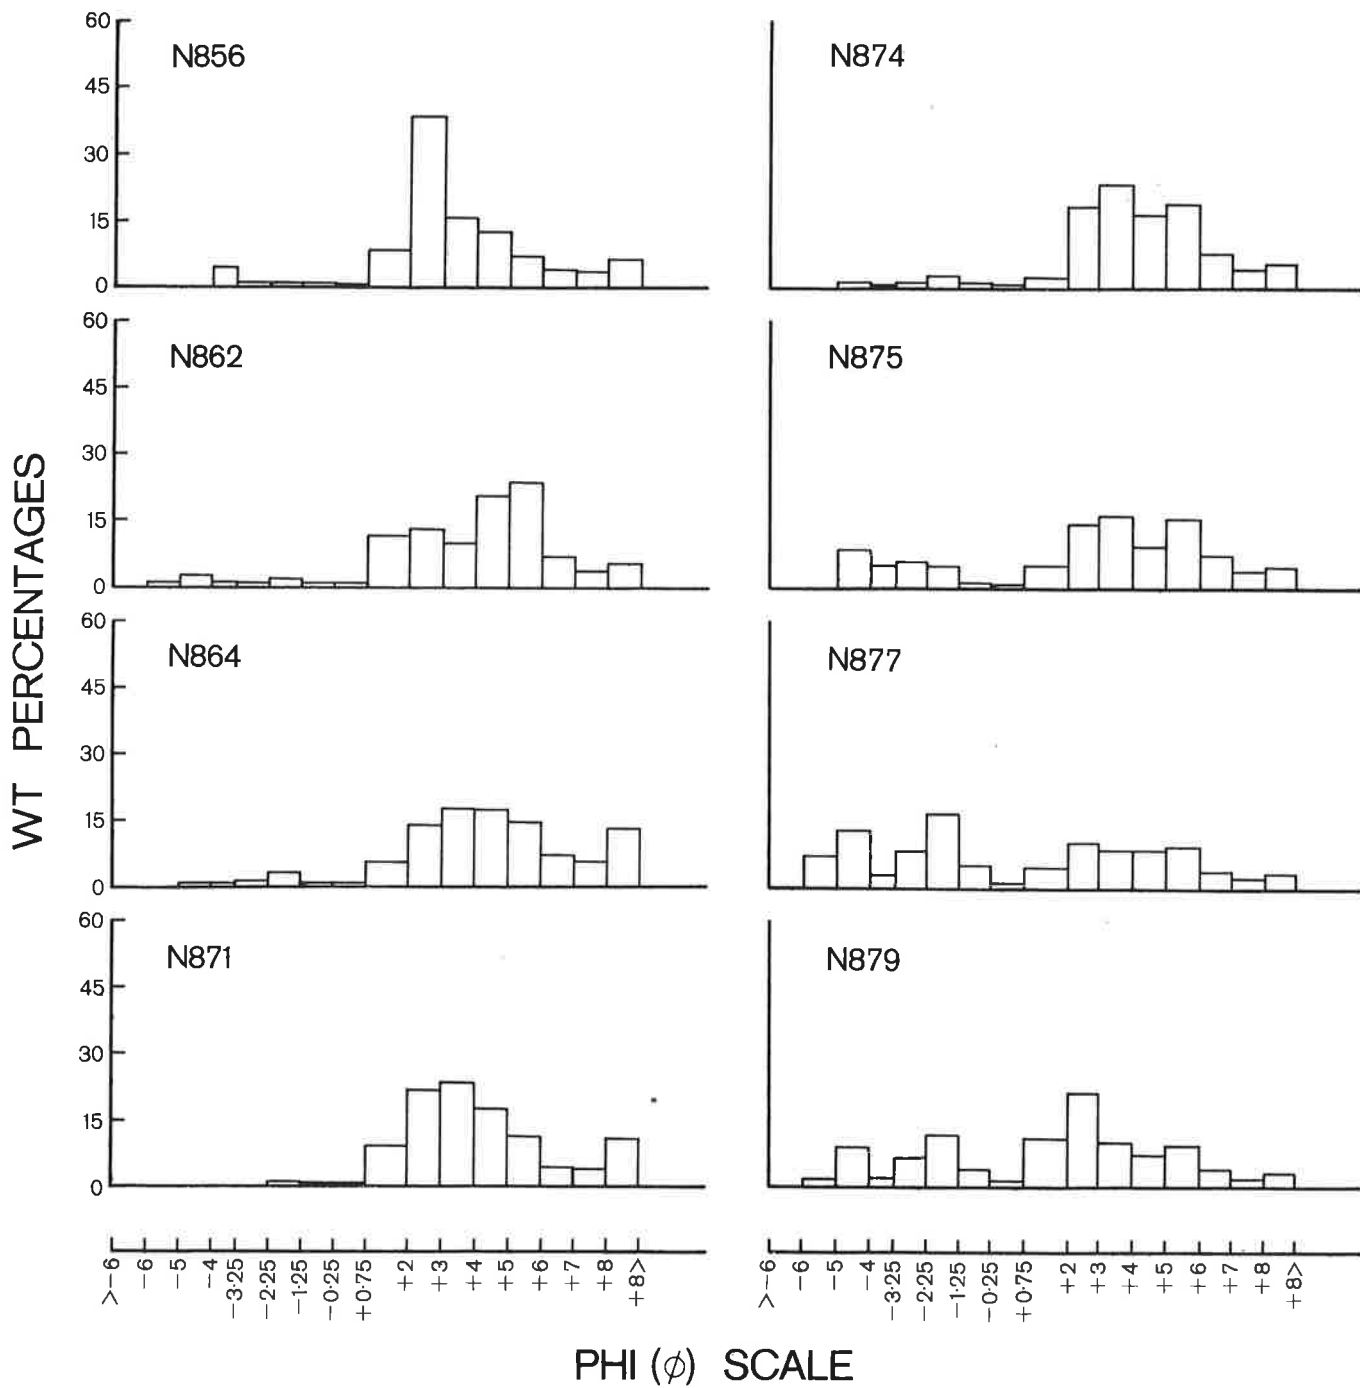 60
45
30
15
0
N856
N874
60
45
30
15
0
N862
N875
60
45
30
15
0
N864
N877
60
45
30
15
0
N871
N879
WT PERCENTAGES
>-6 -6 -5 -4 -3·25 -2·25 -1·25 -0·25 +0·75 +2 +3 +4 +5 +6 +7 +8 +8>
>-6 -6 -5 -4 -3·25 -2·25 -1·25 -0·25 +0·75 +2 +3 +4 +5 +6 +7 +8 +8>
PHI (φ) SCALE